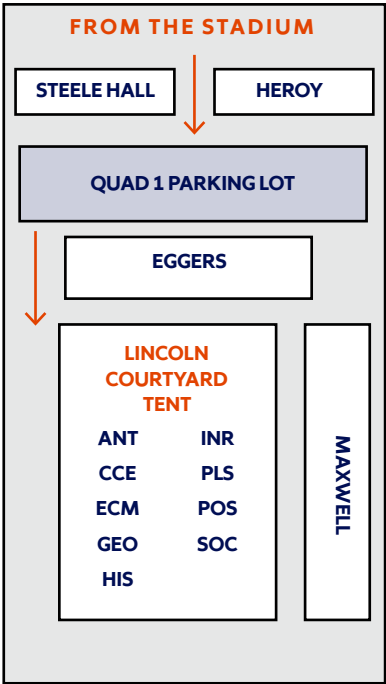 FROM THE STADIUM
STEELE HALL
HEROY
QUAD 1 PARKING LOT
EGGERS
LINCOLN
COURTYARD
TENT
ANT INR
CCE PLS
ECM POS
GEO SOC
HIS
MAXWELL